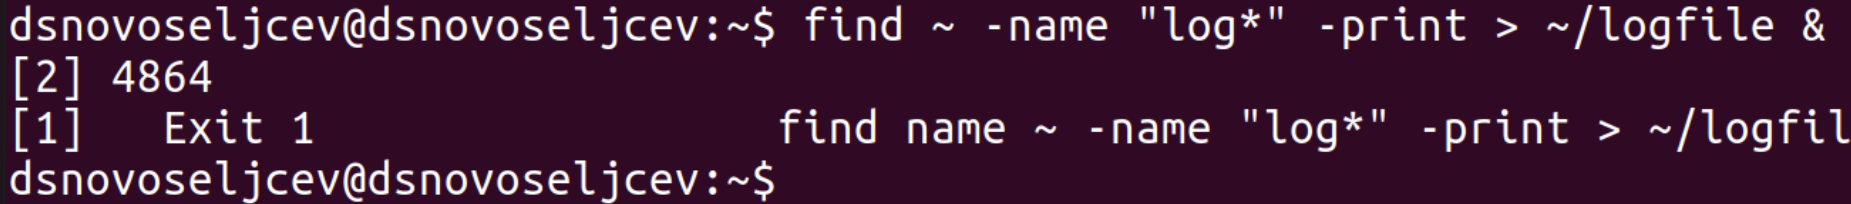 dsnovoseljcev@dsnovoseljcev:~$ find ~ -name "log*" -print > ~/logfile &
[2] 4864
[1]   Exit 1                  find name ~ -name "log*" -print > ~/logfil
dsnovoseljcev@dsnovoseljcev:~$